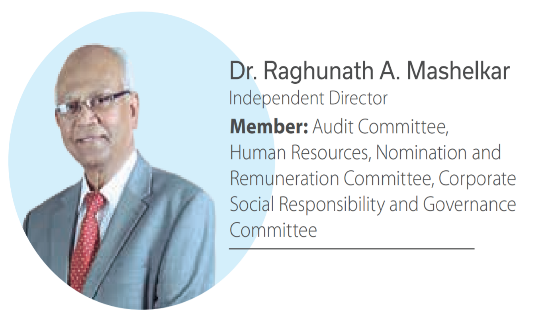 Dr. Raghunath A. Mashelkar
Independent Director
Member: Audit Committee,
Human Resources, Nomination and
Remuneration Committee, Corporate
Social Responsibility and Governance
Committee